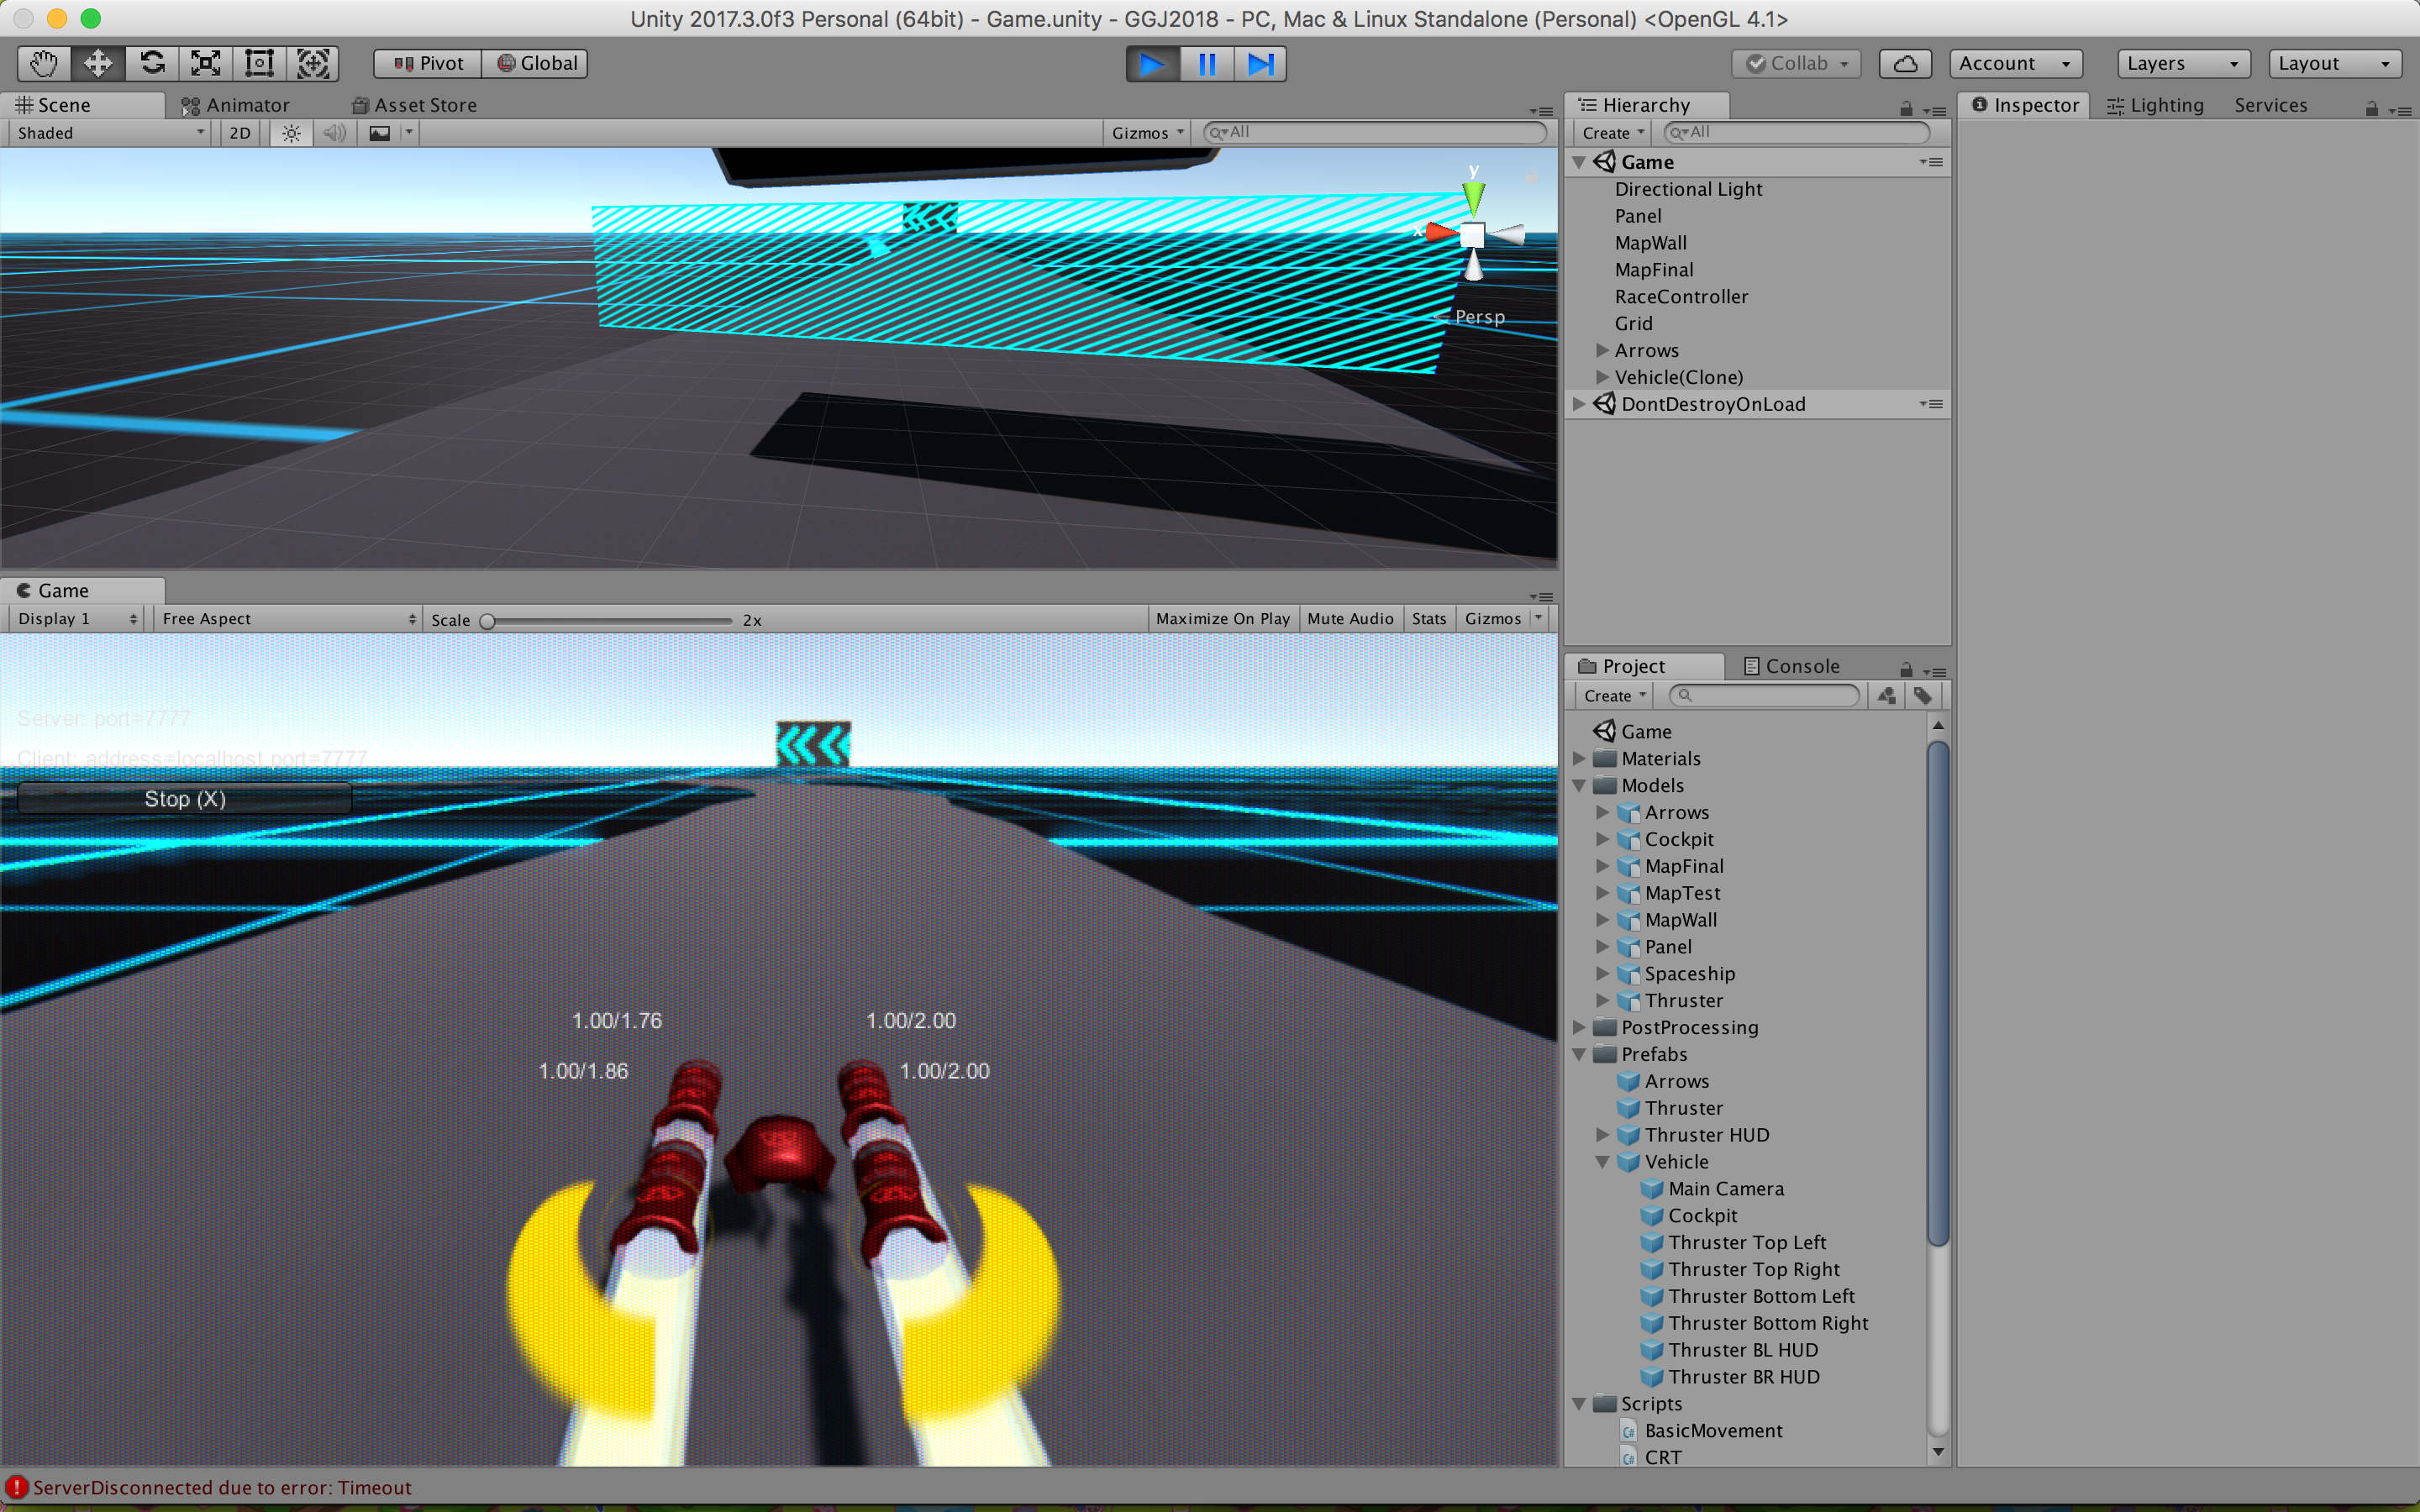 Unity 2017.3.0f3 Personal (64bit) - Game.unity - GGJ2018 - PC, Mac & Linux Standalone (Personal) <OpenGL 4.1>
Pivot Global Collab Account Layers Layout
Scene Animator Asset Store
Shaded 2D Gizmos All
y
x
Persp
Game
Display 1 Free Aspect Scale 2x Maximize On Play Mute Audio Stats Gizmos
Server: port=7777
Client: address=localhost port=7777
Stop (X)
1.00/1.76 1.00/2.00
1.00/1.86 1.00/2.00
Hierarchy
Create All
Game
Directional Light
Panel
MapWall
MapFinal
RaceController
Grid
Arrows
Vehicle(Clone)
DontDestroyOnLoad
Project Console
Create
Game
Materials
Models
Arrows
Cockpit
MapFinal
MapTest
MapWall
Panel
Spaceship
Thruster
PostProcessing
Prefabs
Arrows
Thruster
Thruster HUD
Vehicle
Main Camera
Cockpit
Thruster Top Left
Thruster Top Right
Thruster Bottom Left
Thruster Bottom Right
Thruster BL HUD
Thruster BR HUD
Scripts
BasicMovement
CRT
Inspector Lighting Services
ServerDisconnected due to error: Timeout